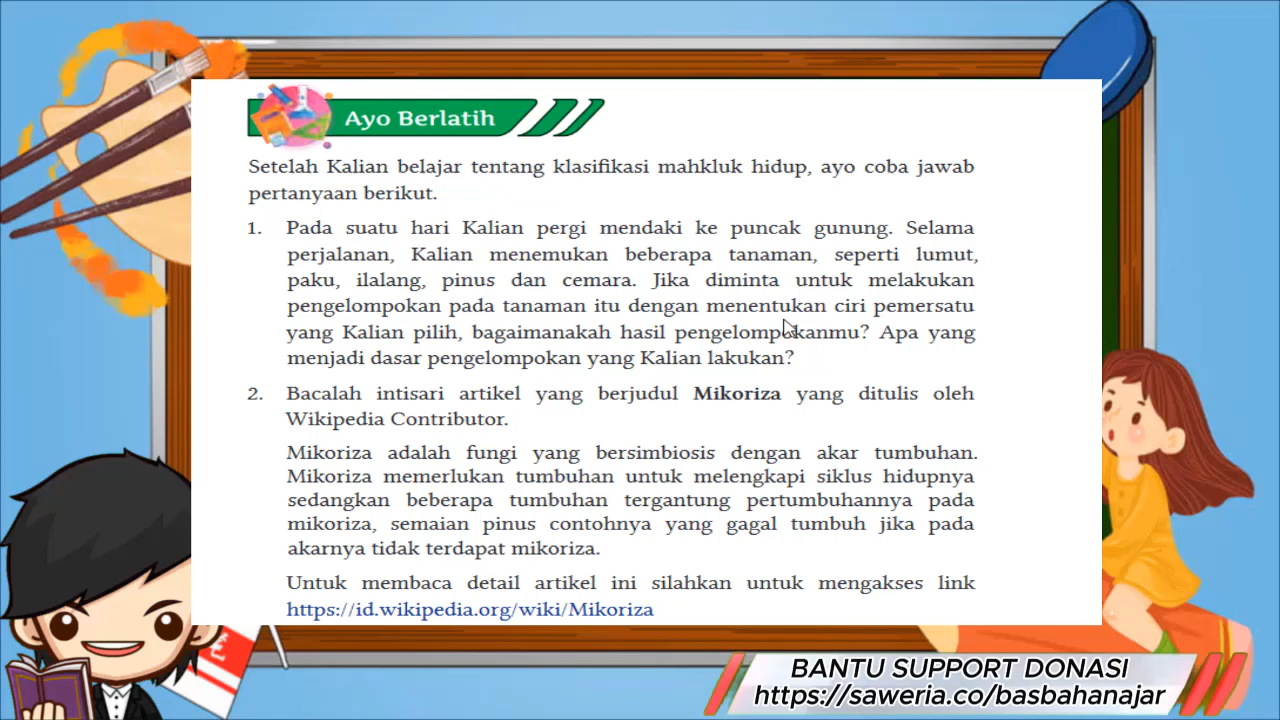 Ayo Berlatih
Setelah Kalian belajar tentang klasifikasi mahkluk hidup, ayo coba jawab
pertanyaan berikut.
1. Pada suatu hari Kalian pergi mendaki ke puncak gunung. Selama
perjalanan, Kalian menemukan beberapa tanaman, seperti lumut,
paku, ilalang, pinus dan cemara. Jika diminta untuk melakukan
pengelompokan pada tanaman itu dengan menentukan ciri pemersatu
yang Kalian pilih, bagaimanakah hasil pengelompokanmu? Apa yang
menjadi dasar pengelompokan yang Kalian lakukan?
2. Bacalah intisari artikel yang berjudul Mikoriza yang ditulis oleh
Wikipedia Contributor.
Mikoriza adalah fungi yang bersimbiosis dengan akar tumbuhan.
Mikoriza memerlukan tumbuhan untuk melengkapi siklus hidupnya
sedangkan beberapa tumbuhan tergantung pertumbuhannya pada
mikoriza, semaian pinus contohnya yang gagal tumbuh jika pada
akarnya tidak terdapat mikoriza.
Untuk membaca detail artikel ini silahkan untuk mengakses link
https://id.wikipedia.org/wiki/Mikoriza
BANTU SUPPORT DONASI
https://saweria.co/basbahanajar